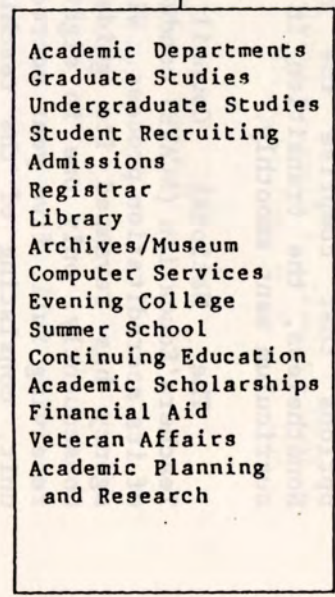 Academic Departments
Graduate Studies
Undergraduate Studies
Student Recruiting
Admissions
Registrar
Library
Archives/Museum
Computer Services
Evening College
Summer School
Continuing Education
Academic Scholarships
Financial Aid
Veteran Affairs
Academic Planning
and Research